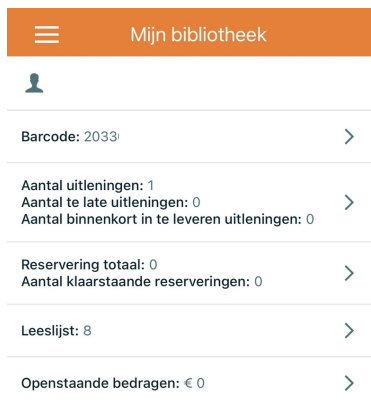 Mijn bibliotheek
Barcode: 2033
Aantal uitleningen: 1
Aantal te late uitleningen: 0
Aantal binnenkort in te leveren uitleningen: 0
Reservering totaal: 0
Aantal klaarstaande reserveringen: 0
Leeslijst: 8
Openstaande bedragen: € 0